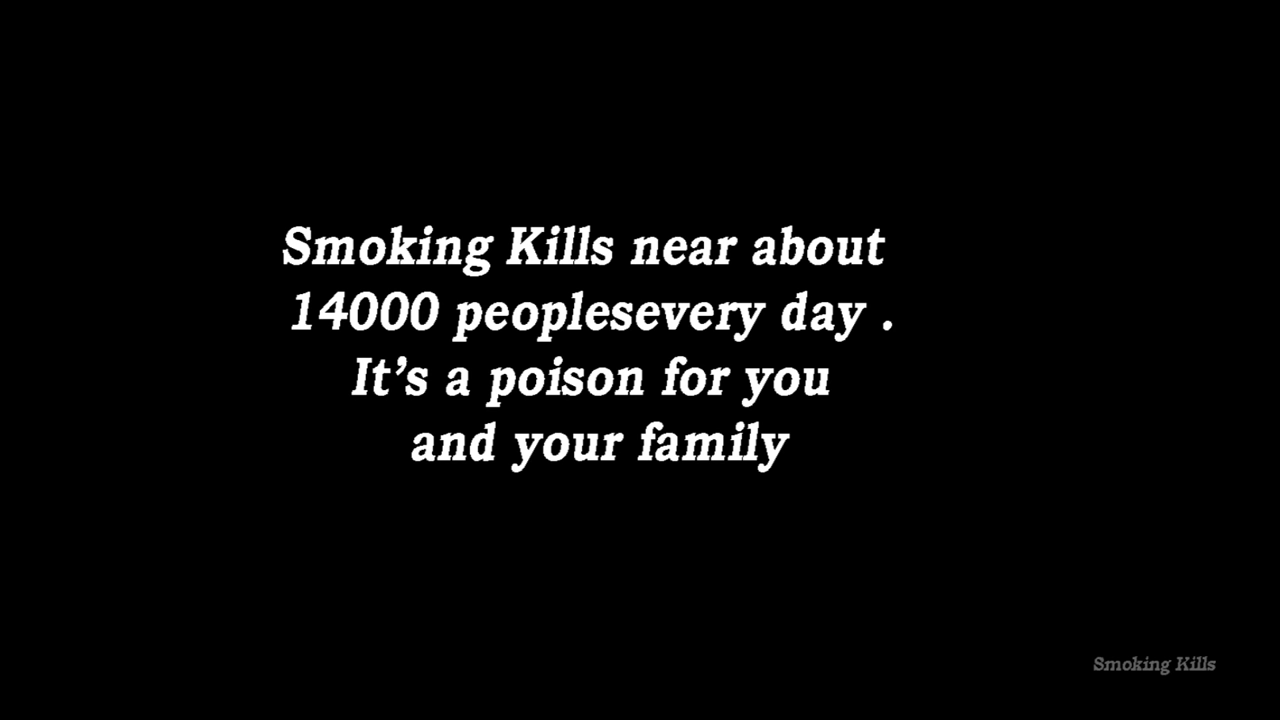 Smoking Kills near about
14000 peoplesevery day .
It's a poison for you
and your family
Smoking Kills